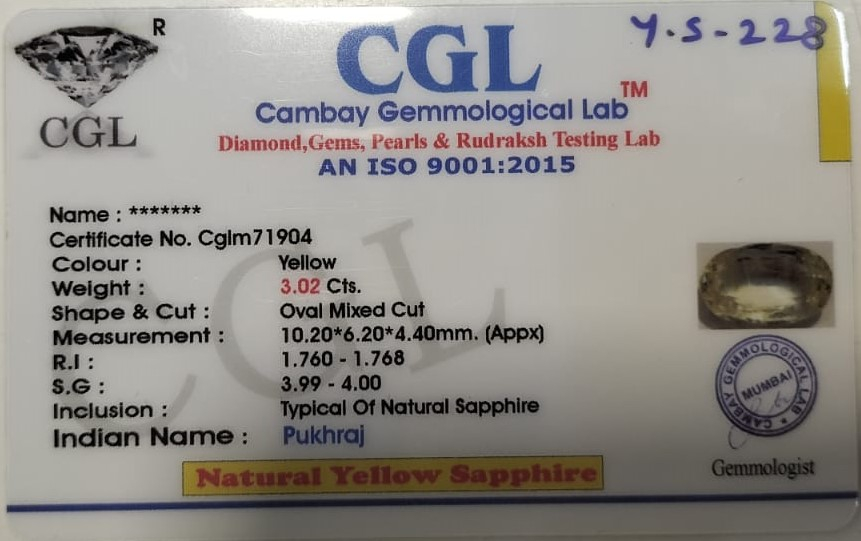 R
CGL
Y.S-228
CGL
Cambay Gemmological Lab TM
Diamond,Gems, Pearls & Rudraksh Testing Lab
AN ISO 9001:2015
Name : *******
Certificate No. Cglm71904
Colour : Yellow
Weight : 3.02 Cts.
Shape & Cut : Oval Mixed Cut
Measurement : 10.20*6.20*4.40mm. (Appx)
R.I : 1.760 - 1.768
S.G : 3.99 - 4.00
Inclusion : Typical Of Natural Sapphire
Indian Name : Pukhraj
Natural Yellow Sapphire
CGL
CAMBAY GEMMOLOGICAL LAB
MUMBAI
Gemmologist